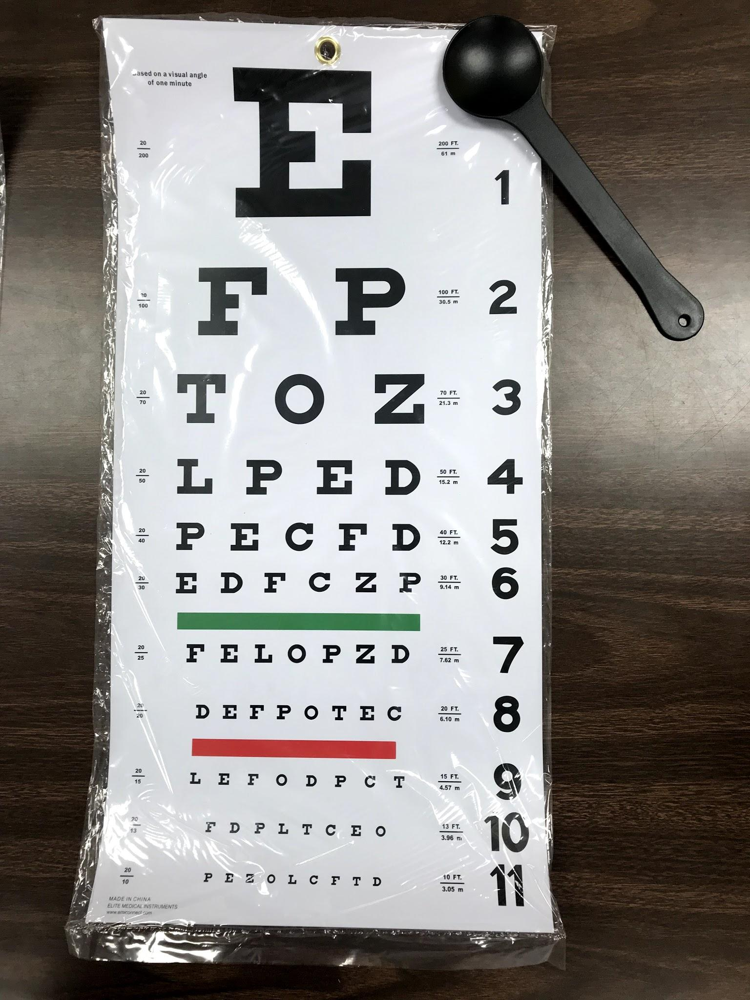 Based on a visual angle
of one minute
E
20
200
200 FT.
61 m
1
F P
20
100
100 FT.
30.5 m
2
T O Z
20
70
70 FT.
21.3 m
3
L P E D
20
50
50 FT.
15.2 m
4
P E C F D
20
40
40 FT.
12.2 m
5
E D F C Z P
20
30
30 FT.
9.14 m
6
F E L O P Z D
20
25
25 FT.
7.62 m
7
D E F P O T E C
20
20
20 FT.
6.10 m
8
L E F O D P C T
20
15
15 FT.
4.57 m
9
F D P L T C E O
20
13
13 FT.
3.96 m
10
P E Z O L C F T D
20
10
10 FT.
3.05 m
11
MADE IN CHINA
ELITE MEDICAL INSTRUMENTS
www.emiconnect.com